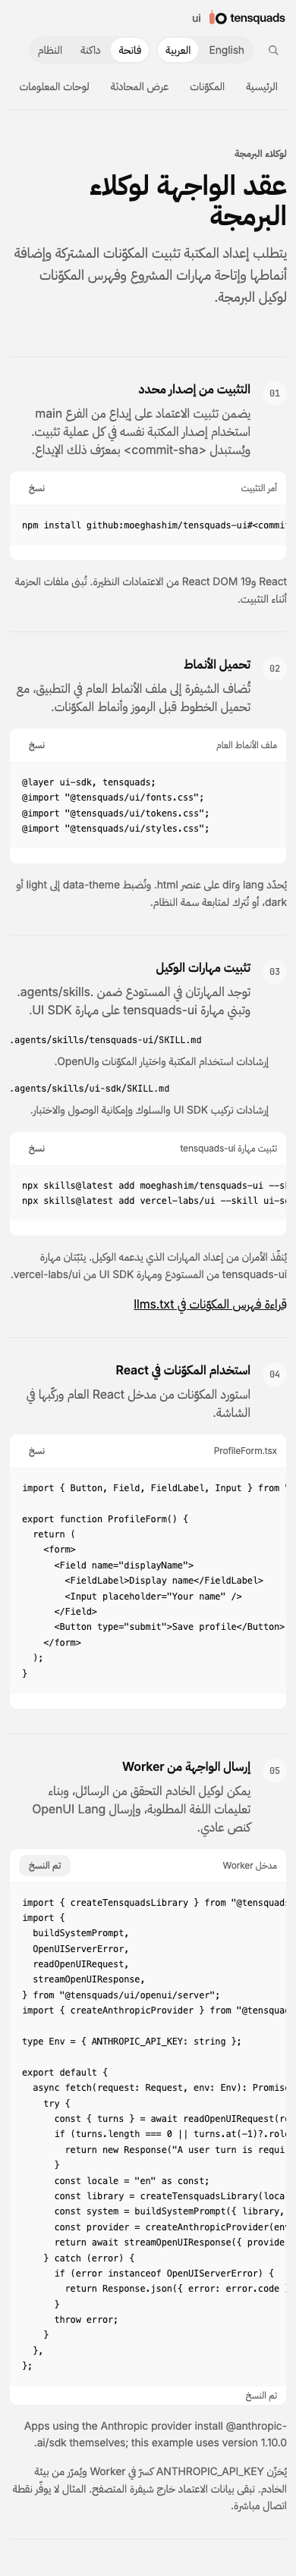 tensquads ui
English العربية فاتحة داكنة النظام
الرئيسية المكوّنات عرض المحادثة لوحات المعلومات
لوكلاء البرمجة
عقد الواجهة لوكلاء
البرمجة
يتطلب إعداد المكتبة تثبيت المكوّنات المشتركة وإضافة
أنماطها وإتاحة مهارات المشروع وفهرس المكوّنات
لوكيل البرمجة.
01
التثبيت من إصدار محدد
يضمن تثبيت الاعتماد على إيداع من الفرع main
استخدام إصدار المكتبة نفسه في كل عملية تثبيت.
ويُستبدل <commit-sha> بمعرّف ذلك الإيداع.
أمر التثبيت نسخ
npm install github:moeghashim/tensquads-ui#<commit
React وReact DOM 19 من الاعتمادات النظيرة. تُبنى ملفات الحزمة
أثناء التثبيت.
02
تحميل الأنماط
تُضاف الشيفرة إلى ملف الأنماط العام في التطبيق، مع
تحميل الخطوط قبل الرموز وأنماط المكوّنات.
ملف الأنماط العام نسخ
@layer ui-sdk, tensquads;
@import "@tensquads/ui/fonts.css";
@import "@tensquads/ui/tokens.css";
@import "@tensquads/ui/styles.css";
يُحدّد lang وdir على عنصر html. وتُضبط data-theme إلى light أو
dark، أو تُترك لمتابعة سمة النظام.
03
تثبيت مهارات الوكيل
توجد المهارتان في المستودع ضمن .agents/skills.
وتبني مهارة tensquads-ui على مهارة UI SDK.
.agents/skills/tensquads-ui/SKILL.md
إرشادات استخدام المكتبة واختيار المكوّنات وOpenUI.
.agents/skills/ui-sdk/SKILL.md
إرشادات تركيب UI SDK والسلوك وإمكانية الوصول والاختبار.
تثبيت مهارة tensquads-ui نسخ
npx skills@latest add moeghashim/tensquads-ui --sk
npx skills@latest add vercel-labs/ui --skill ui-sd
يُنفّذ الأمران من إعداد المهارات الذي يدعمه الوكيل. يثبّتان مهارة
tensquads-ui من المستودع ومهارة UI SDK من vercel-labs/ui.
قراءة فهرس المكوّنات في llms.txt
04
استخدام المكوّنات في React
استورد المكوّنات من مدخل React العام وركّبها في
الشاشة.
ProfileForm.tsx نسخ
import { Button, Field, FieldLabel, Input } from "
export function ProfileForm() {
return (
<form>
<Field name="displayName">
<FieldLabel>Display name</FieldLabel>
<Input placeholder="Your name" />
</Field>
<Button type="submit">Save profile</Button>
</form>
);
}
05
إرسال الواجهة من Worker
يمكن لوكيل الخادم التحقق من الرسائل، وبناء
تعليمات اللغة المطلوبة، وإرسال OpenUI Lang
كنص عادي.
مدخل Worker تم النسخ
import { createTensquadsLibrary } from "@tensquads
import {
buildSystemPrompt,
OpenUIServerError,
readOpenUIRequest,
streamOpenUIResponse,
} from "@tensquads/ui/openui/server";
import { createAnthropicProvider } from "@tensquad
type Env = { ANTHROPIC_API_KEY: string };
export default {
async fetch(request: Request, env: Env): Promise
try {
const { turns } = await readOpenUIRequest(re
if (turns.length === 0 || turns.at(-1)?.role
return new Response("A user turn is requi
}
const locale = "en" as const;
const library = createTensquadsLibrary(loca
const system = buildSystemPrompt({ library,
const provider = createAnthropicProvider(env
return await streamOpenUIResponse({ provide
} catch (error) {
if (error instanceof OpenUIServerError) {
return Response.json({ error: error.code }
}
throw error;
}
},
};
تم النسخ
Apps using the Anthropic provider install @anthropic-
ai/sdk themselves; this example uses version 1.10.0.
يُخزّن ANTHROPIC_API_KEY كسرّ في Worker ويُمرّر من بيئة
الخادم. تبقى بيانات الاعتماد خارج شيفرة المتصفح. المثال لا يوفّر نقطة
اتصال مباشرة.